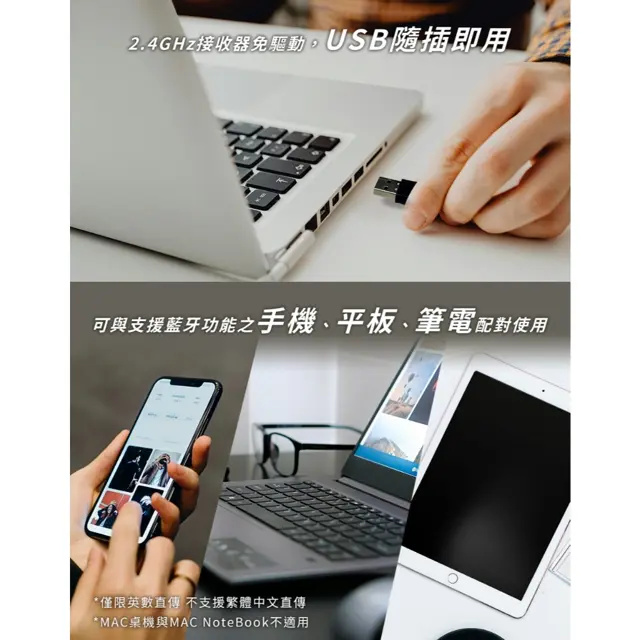 2.4GHz接收器免驅動，USB隨插即用
可與支援藍牙功能之手機、平板、筆電配對使用
*僅限英數直傳 不支援繁體中文直傳
*MAC桌機與MAC NoteBook不適用